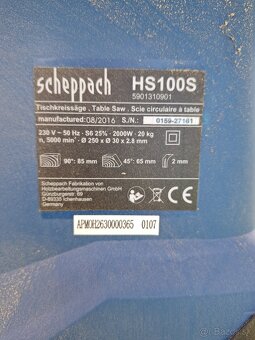 scheppach HS100S
5901310901
Tischkreissäge . Table Saw . Scie circulaire à table
manufactured: 08/2016 S./N.: 0159-27161
230 V ~ 50 Hz · S6 25% · 2000W · 20 kg
n₀ 5000 min⁻¹ · Ø 250 x Ø 30 x 2.8 mm
90°: 85 mm 45°: 65 mm 2 mm
Scheppach Fabrikation von
Holzbearbeitungsmaschinen GmbH
Günzburger Str. 69
D-89335 Ichenhausen
Germany
CE
APMOH2630000365 0107